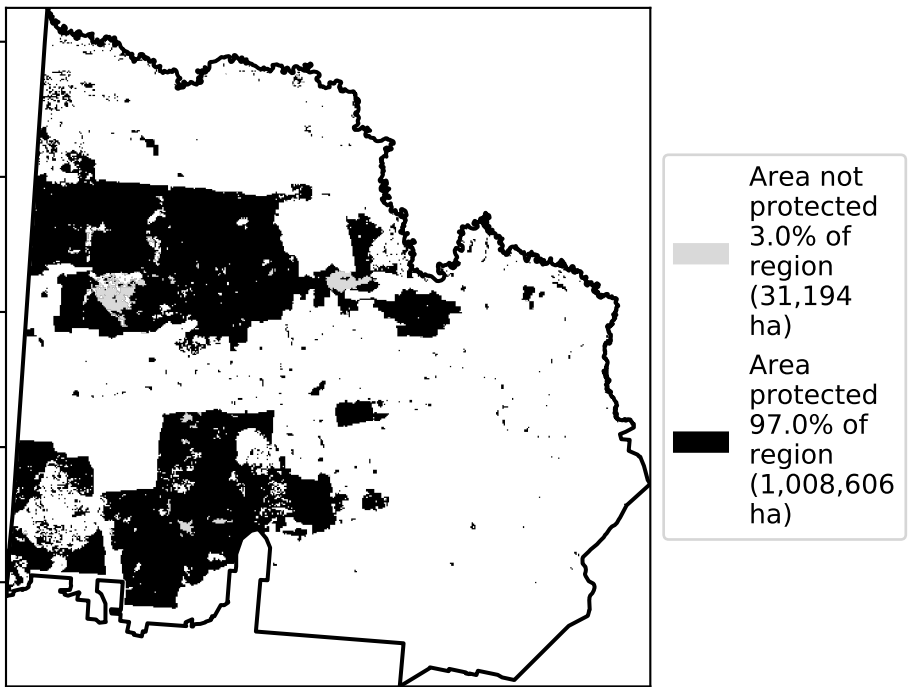 Area not
protected
3.0% of
region
(31,194
ha)
Area
protected
97.0% of
region
(1,008,606
ha)